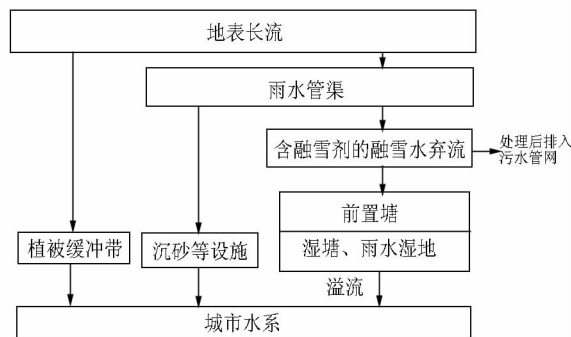 地表长流
雨水管渠
含融雪剂的融雪水弃流
处理后排入
污水管网
前置塘
植被缓冲带
沉砂等设施
湿塘、雨水湿地
溢流
城市水系